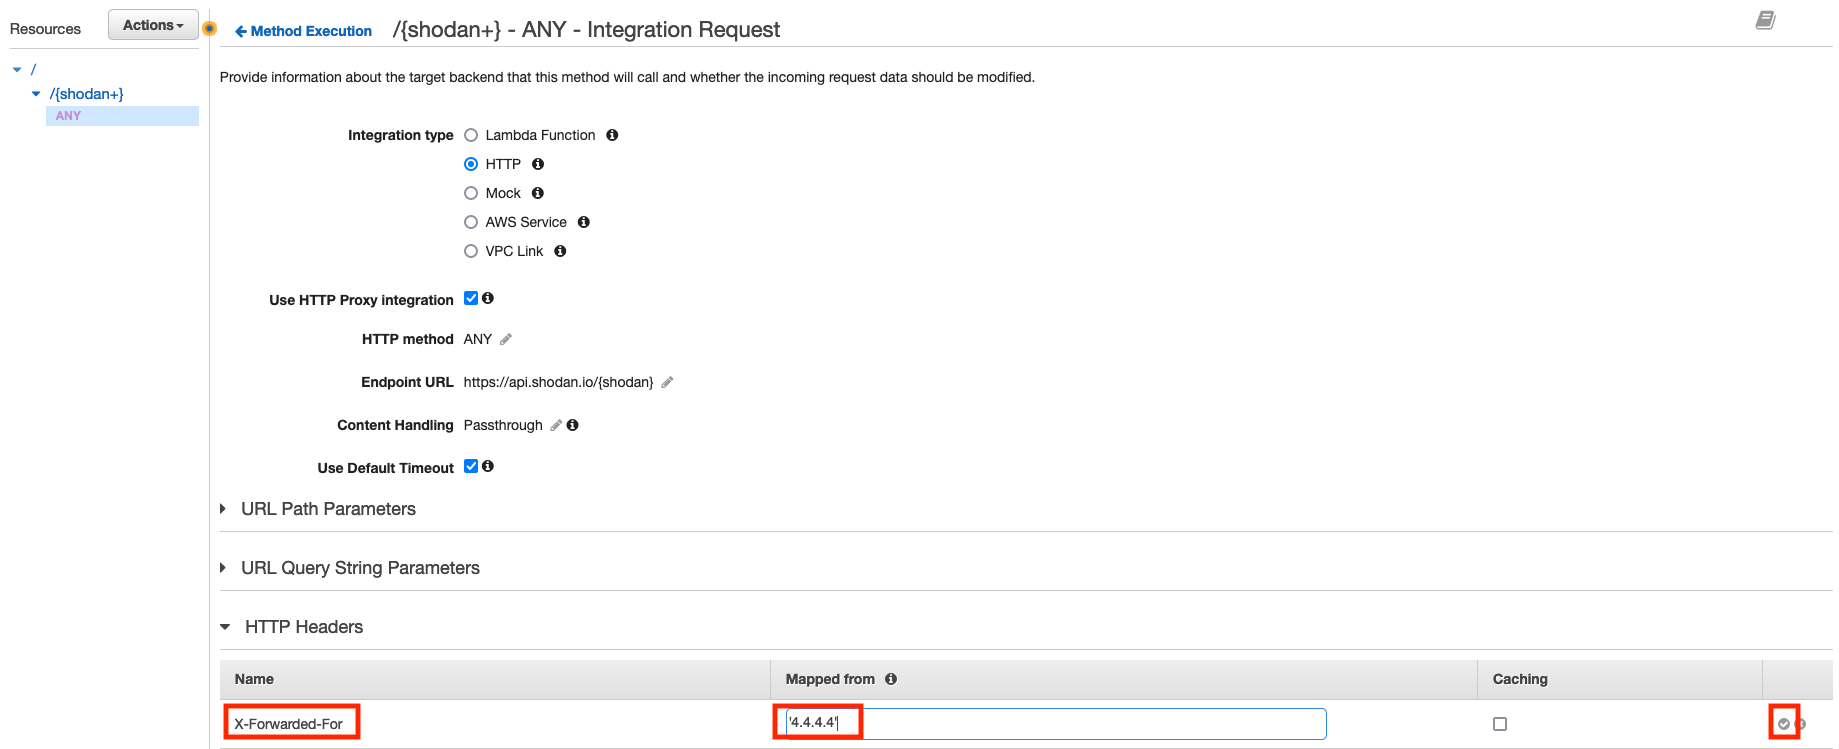 Resources
Actions
Method Execution
/{shodan+} - ANY - Integration Request
/
/{shodan+}
ANY
Provide information about the target backend that this method will call and whether the incoming request data should be modified.
Integration type
Lambda Function
HTTP
Mock
AWS Service
VPC Link
Use HTTP Proxy integration
HTTP method ANY
Endpoint URL https://api.shodan.io/{shodan}
Content Handling Passthrough
Use Default Timeout
URL Path Parameters
URL Query String Parameters
HTTP Headers
Name Mapped from Caching
X-Forwarded-For '4.4.4.4'